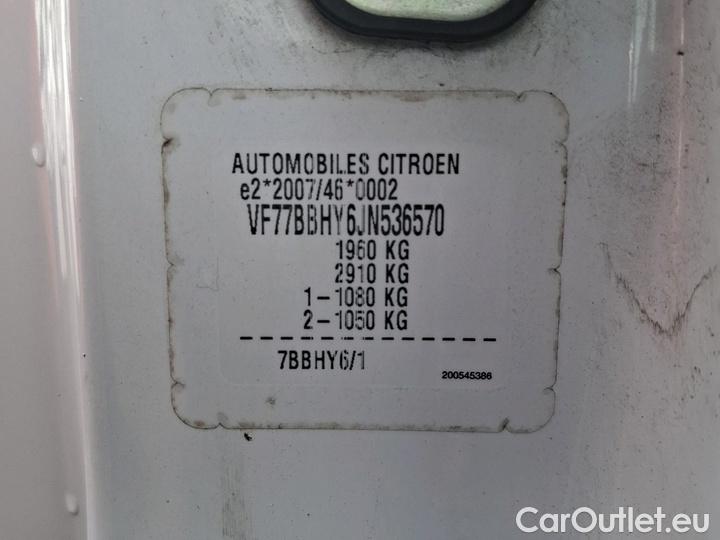 AUTOMOBILES CITROEN
e2*2007/46*0002
VF77BBHY6JN536570
1960 KG
2910 KG
1-1080 KG
2-1050 KG
7BBHY6/1
200545386
CarOutlet.eu